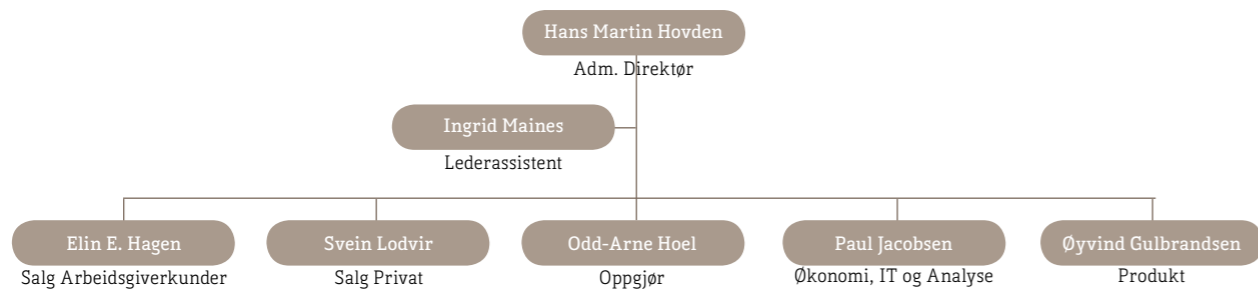 Hans Martin Hovden
Adm. Direktør
Ingrid Maines
Lederassistent
Elin E. Hagen
Salg Arbeidsgiverkunder
Svein Lodvir
Salg Privat
Odd-Arne Hoel
Oppgjør
Paul Jacobsen
Økonomi, IT og Analyse
Øyvind Gulbrandsen
Produkt